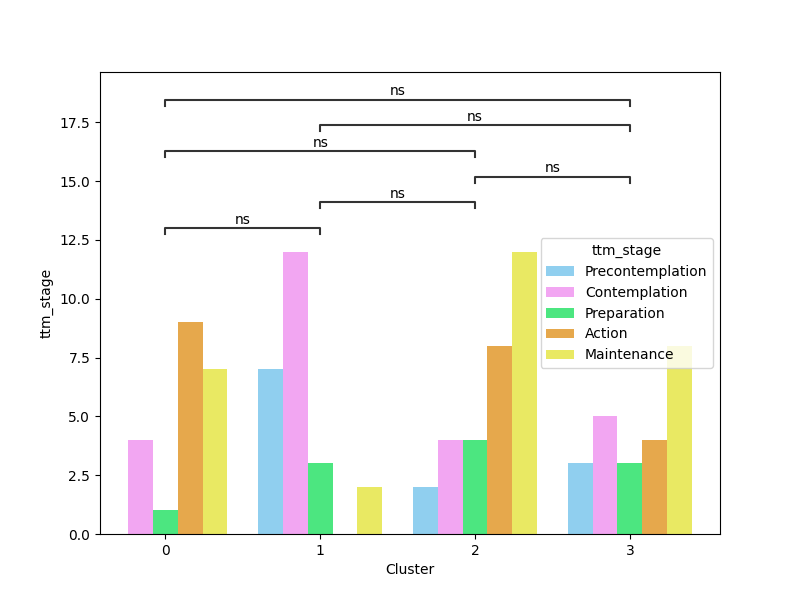 ns
ns
ns
ns
ns
ns
17.5
15.0
12.5
10.0
7.5
5.0
2.5
0.0
ttm_stage
ttm_stage
Precontemplation
Contemplation
Preparation
Action
Maintenance
0 1 2 3
Cluster